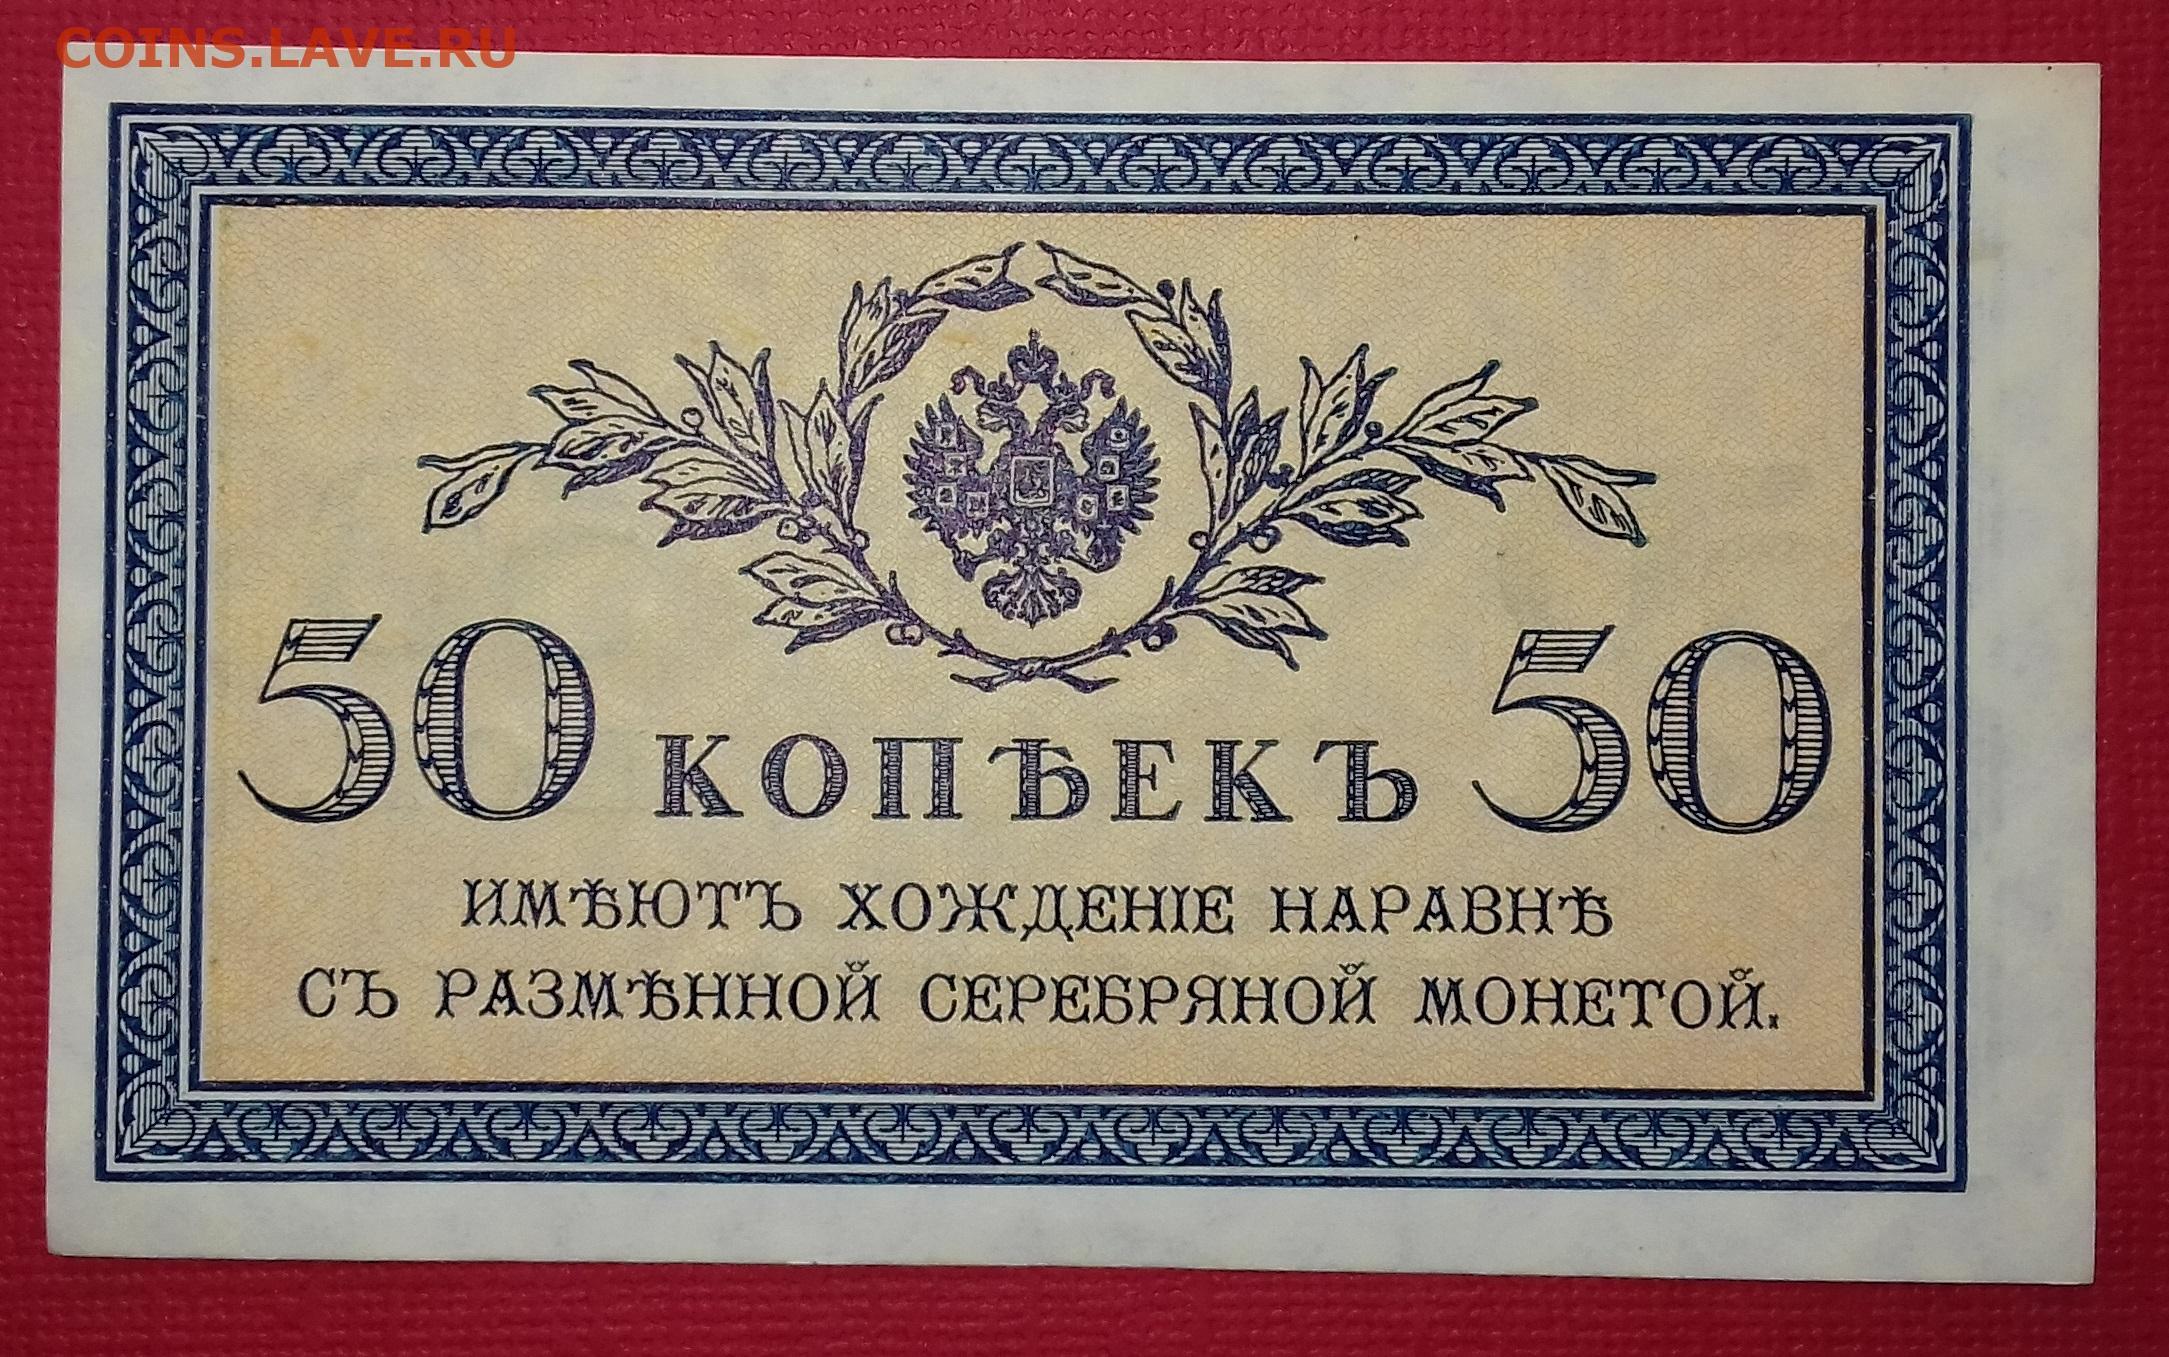 COINS.LAVE.RU
50 КОПѢЕКЪ 50
ИМѢЮТЪ ХОЖДЕНІЕ НАРАВНѢ
СЪ РАЗМѢННОЙ СЕРЕБРЯНОЙ МОНЕТОЙ.